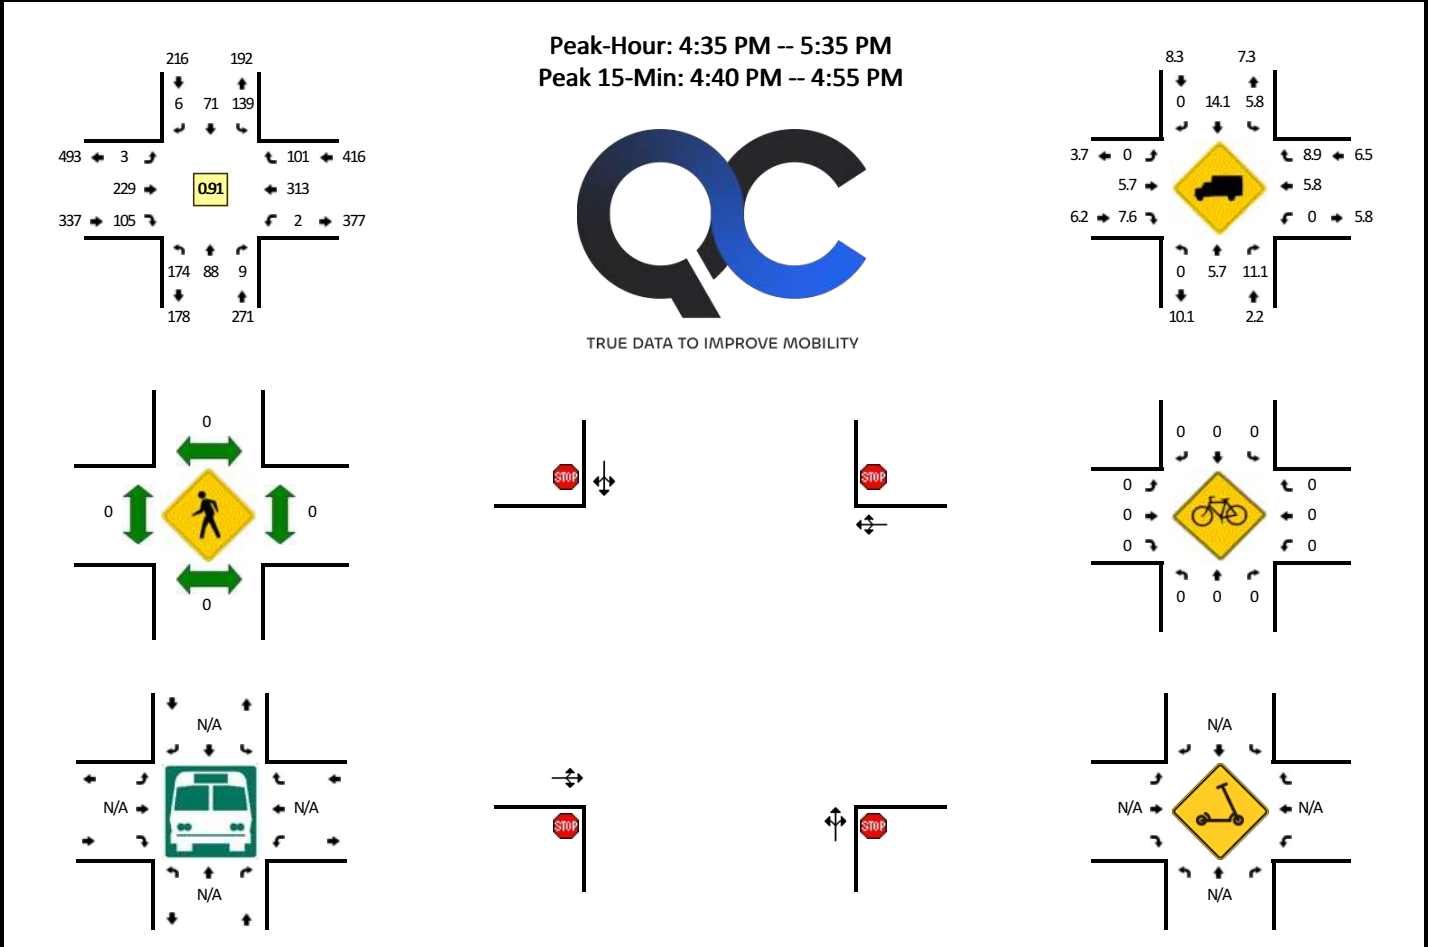 Peak-Hour: 4:35 PM -- 5:35 PM
Peak 15-Min: 4:40 PM -- 4:55 PM
216 192
6 71 139
493 3 101 416
229 0.91 313
337 105 2 377
174 88 9
178 271
TRUE DATA TO IMPROVE MOBILITY
8.3 7.3
0 14.1 5.8
3.7 0 8.9 6.5
5.7 5.8
6.2 7.6 0 5.8
0 5.7 11.1
10.1 2.2
0
0 0
0
STOP STOP
STOP STOP
0 0 0
0 0
0 0
0 0
0 0 0
N/A
N/A N/A
N/A
N/A
N/A N/A
N/A